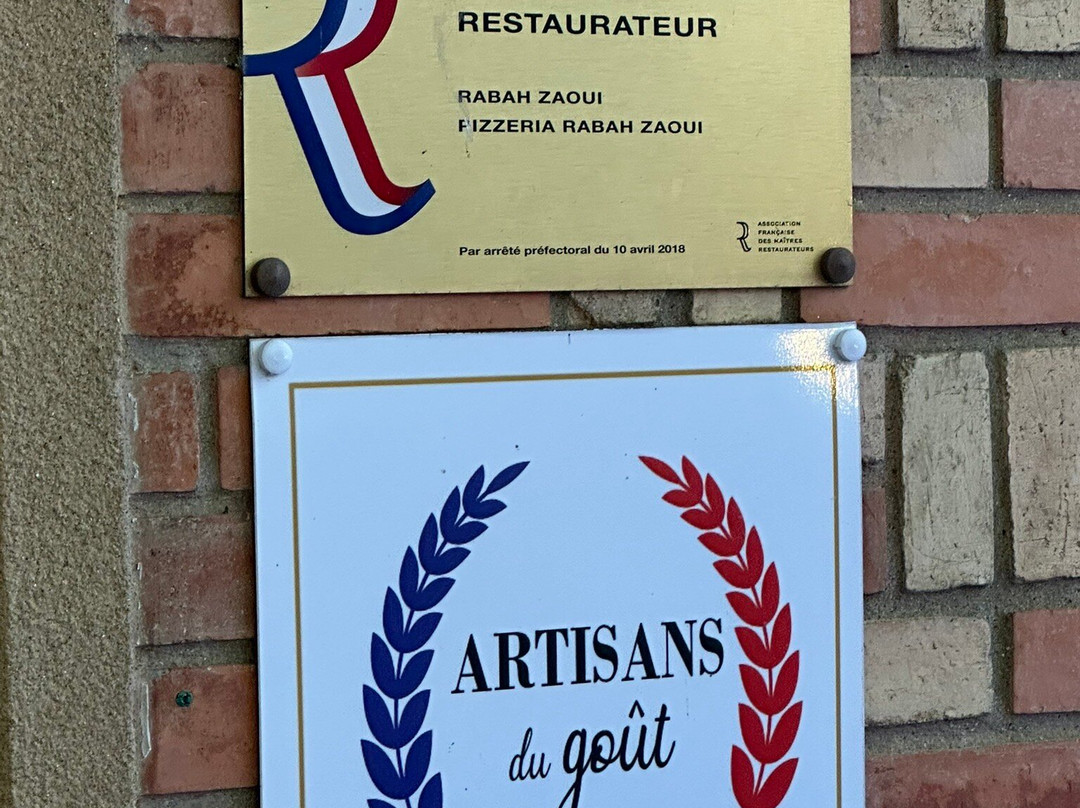 RESTAURATEUR
RABAH ZAOUI
PIZZERIA RABAH ZAOUI
Par arrêté préfectoral du 10 avril 2018
ASSOCIATION
FRANÇAISE
DES MAÎTRES
RESTAURATEURS
ARTISANS
du goût